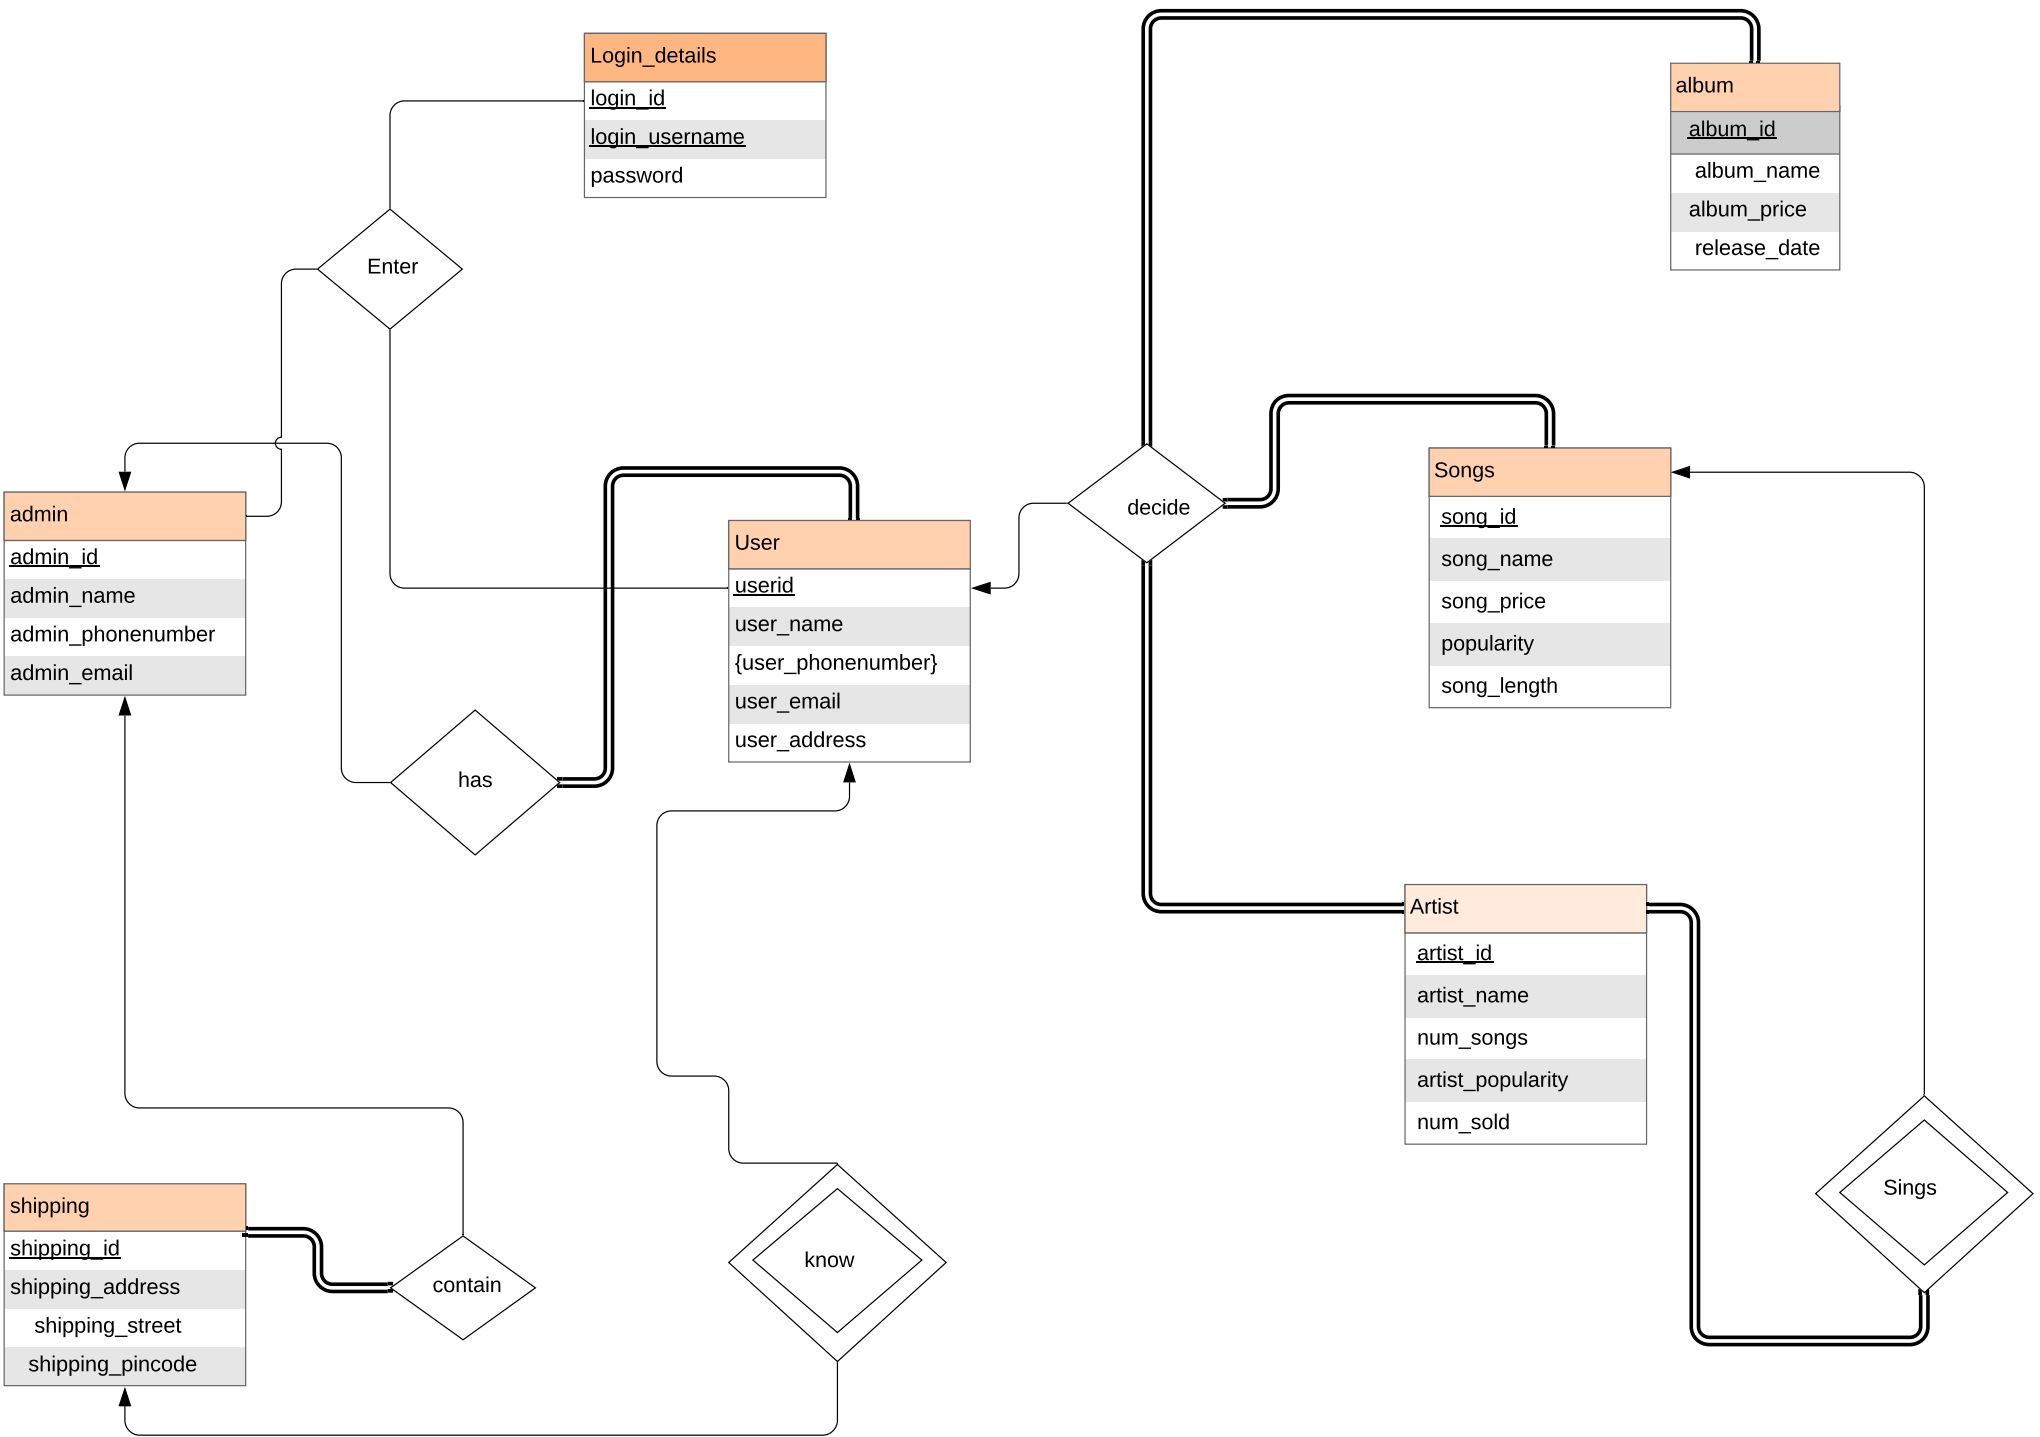 Login_details
login_id
login_username
password
album
album_id
album_name
album_price
release_date
Enter
admin
admin_id
admin_name
admin_phonenumber
admin_email
User
userid
user_name
{user_phonenumber}
user_email
user_address
decide
Songs
song_id
song_name
song_price
popularity
song_length
has
Artist
artist_id
artist_name
num_songs
artist_popularity
num_sold
shipping
shipping_id
shipping_address
shipping_street
shipping_pincode
contain
know
Sings